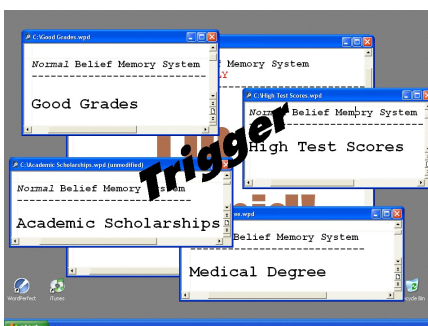 C:\Good Grades.wpd
Normal Belief Memory System
Good Grades
Belief Memory System
C:\High Test Scores.wpd
Normal Belief Memory System
High Test Scores
Trigger
C:\Academic Scholarships.wpd (unmodified)
Normal Belief Memory System
Academic Scholarships
Belief Memory System
Medical Degree
WordPerfect
iTunes